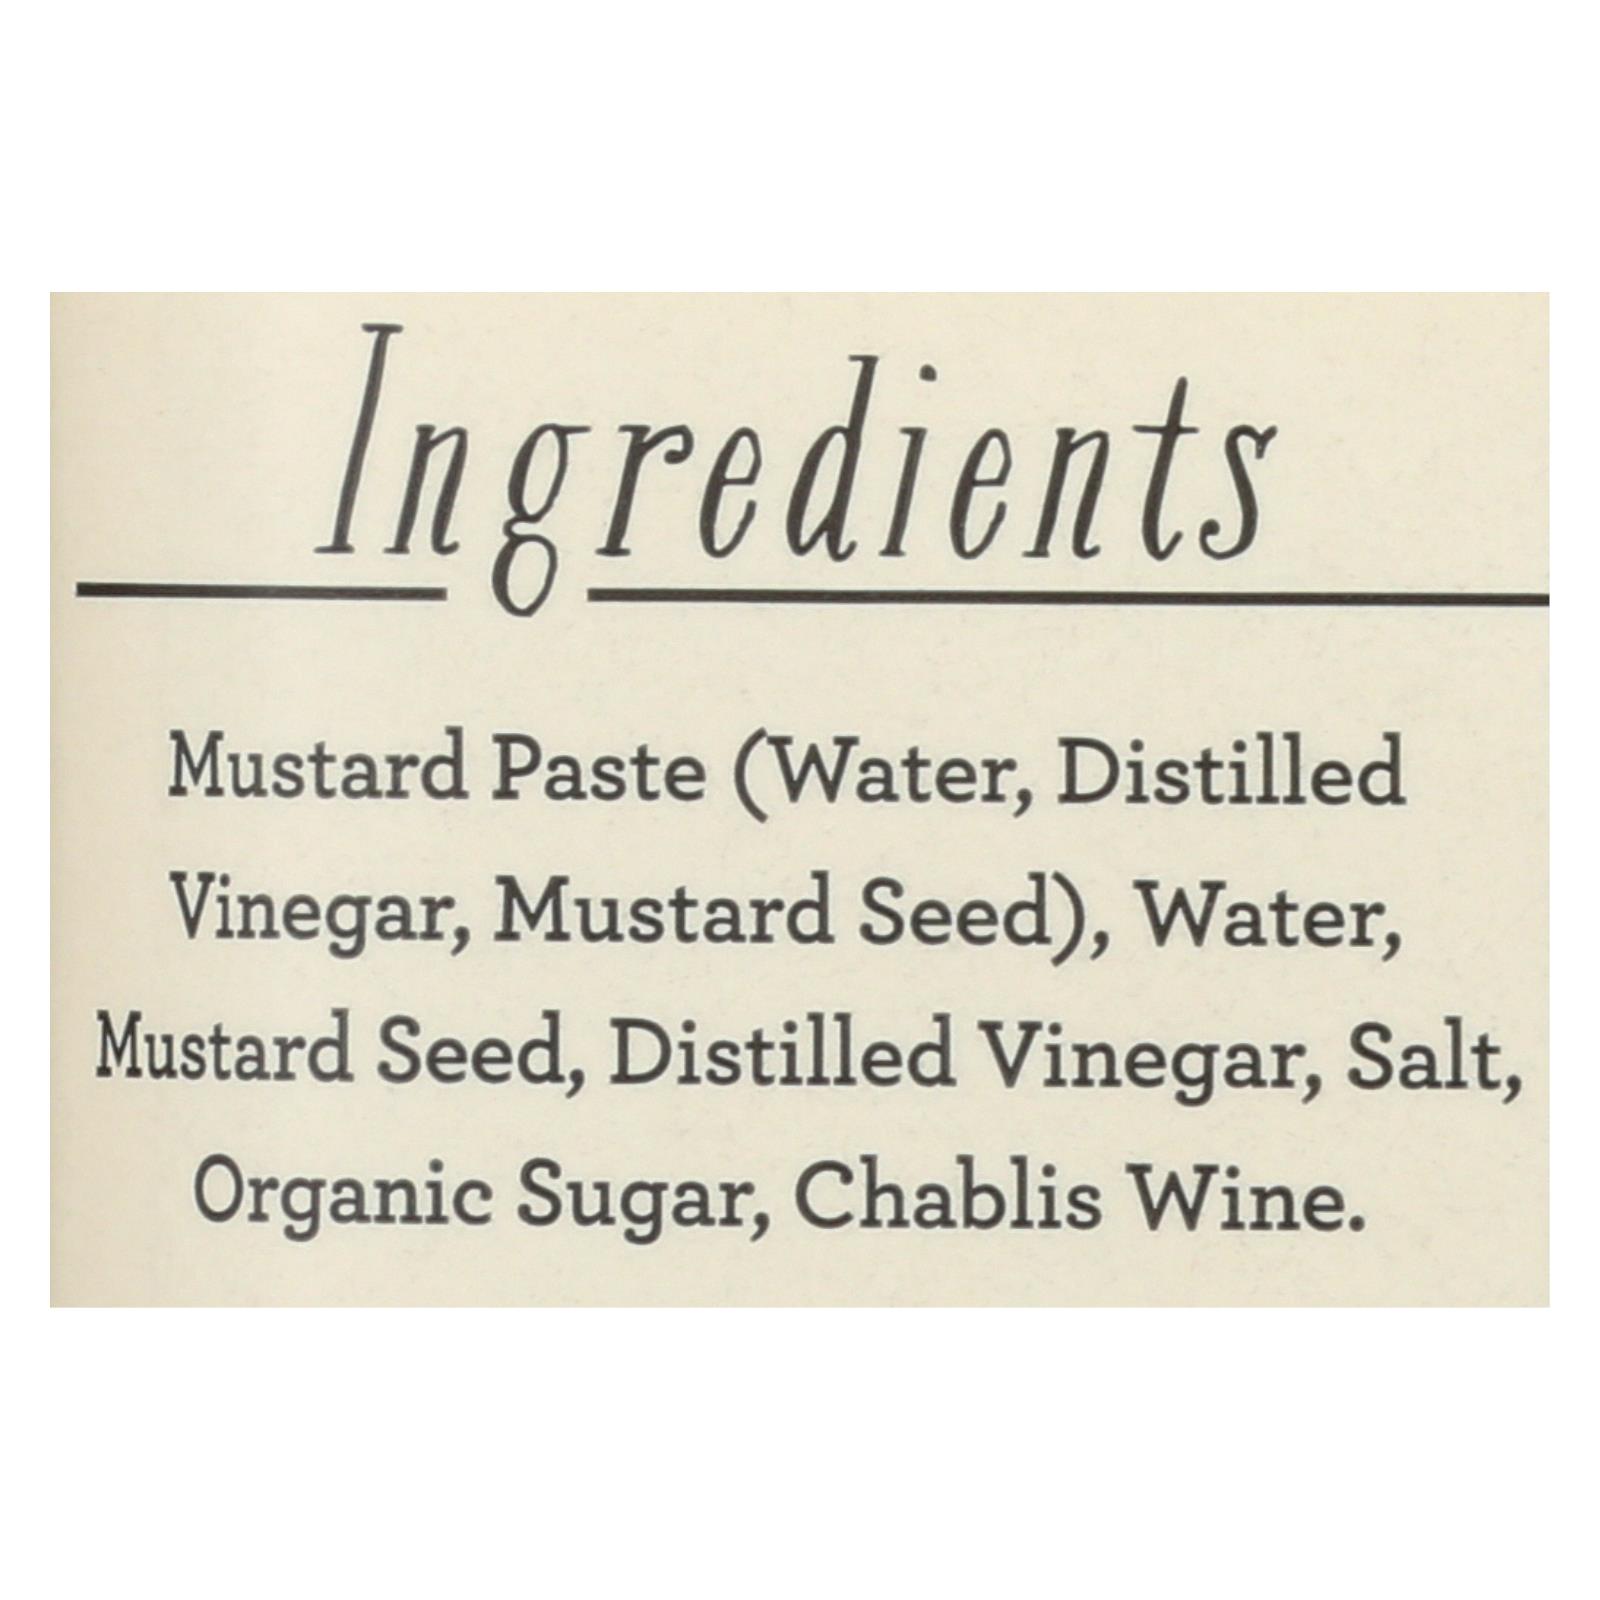 Ingredients
Mustard Paste (Water, Distilled
Vinegar, Mustard Seed), Water,
Mustard Seed, Distilled Vinegar, Salt,
Organic Sugar, Chablis Wine.